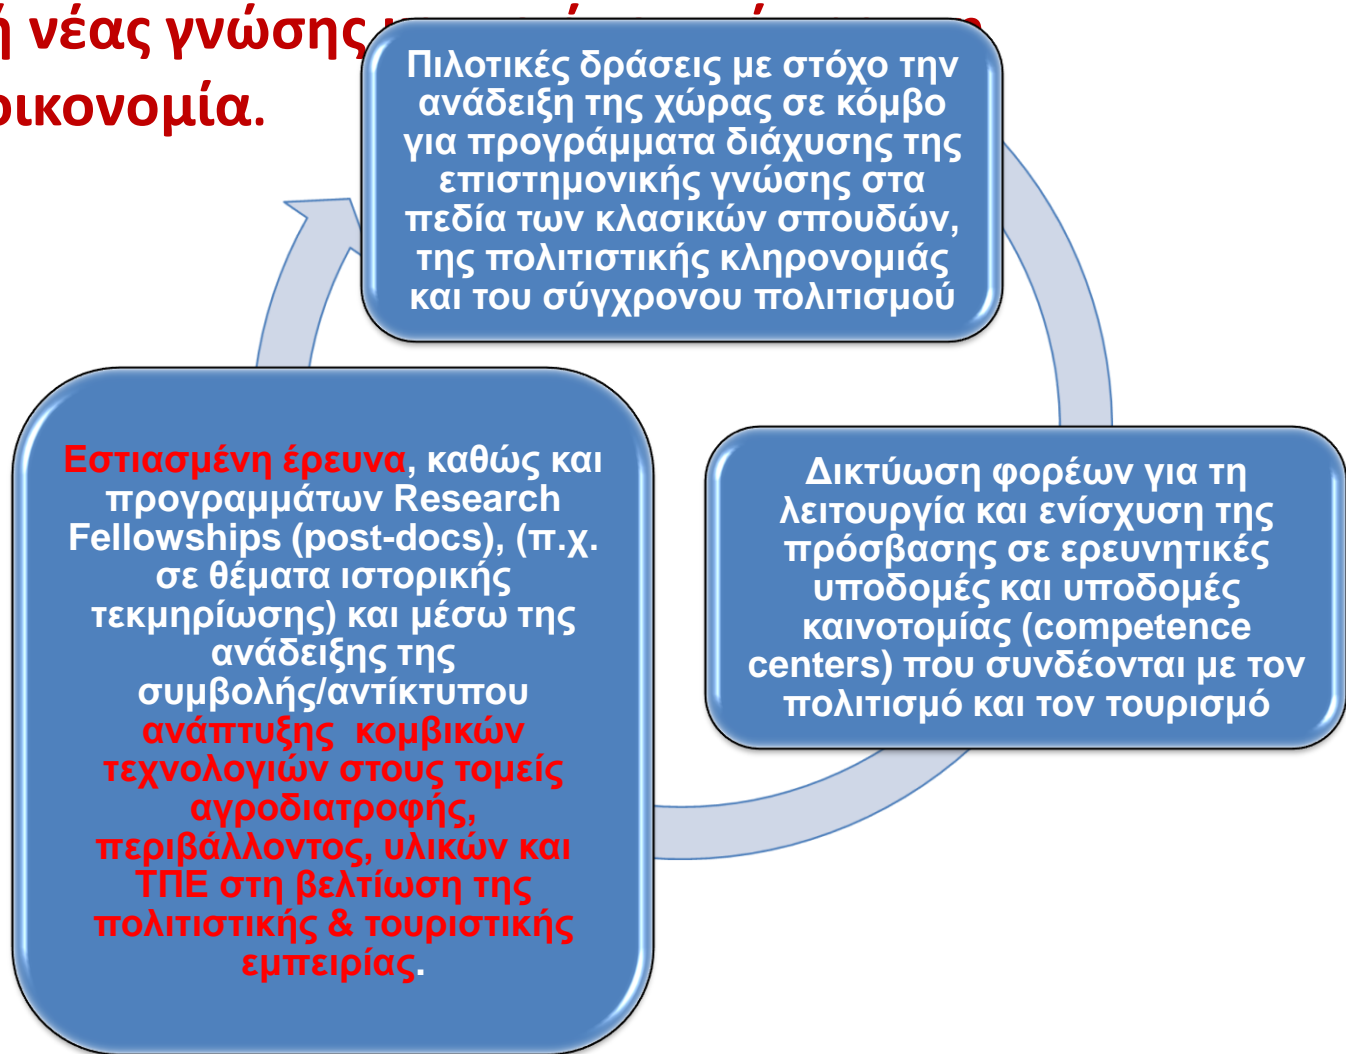 ή νέας γνώσης
οικονομία.
Πιλοτικές δράσεις με στόχο την
ανάδειξη της χώρας σε κόμβο
για προγράμματα διάχυσης της
επιστημονικής γνώσης στα
πεδία των κλασικών σπουδών,
της πολιτιστικής κληρονομιάς
και του σύγχρονου πολιτισμού
Δικτύωση φορέων για τη
λειτουργία και ενίσχυση της
πρόσβασης σε ερευνητικές
υποδομές και υποδομές
καινοτομίας (competence
centers) που συνδέονται με τον
πολιτισμό και τον τουρισμό
Εστιασμένη έρευνα, καθώς και
προγραμμάτων Research
Fellowships (post-docs), (π.χ.
σε θέματα ιστορικής
τεκμηρίωσης) και μέσω της
ανάδειξης της
συμβολής/αντίκτυπου
ανάπτυξης κομβικών
τεχνολογιών στους τομείς
αγροδιατροφής,
περιβάλλοντος, υλικών και
ΤΠΕ στη βελτίωση της
πολιτιστικής & τουριστικής
εμπειρίας.